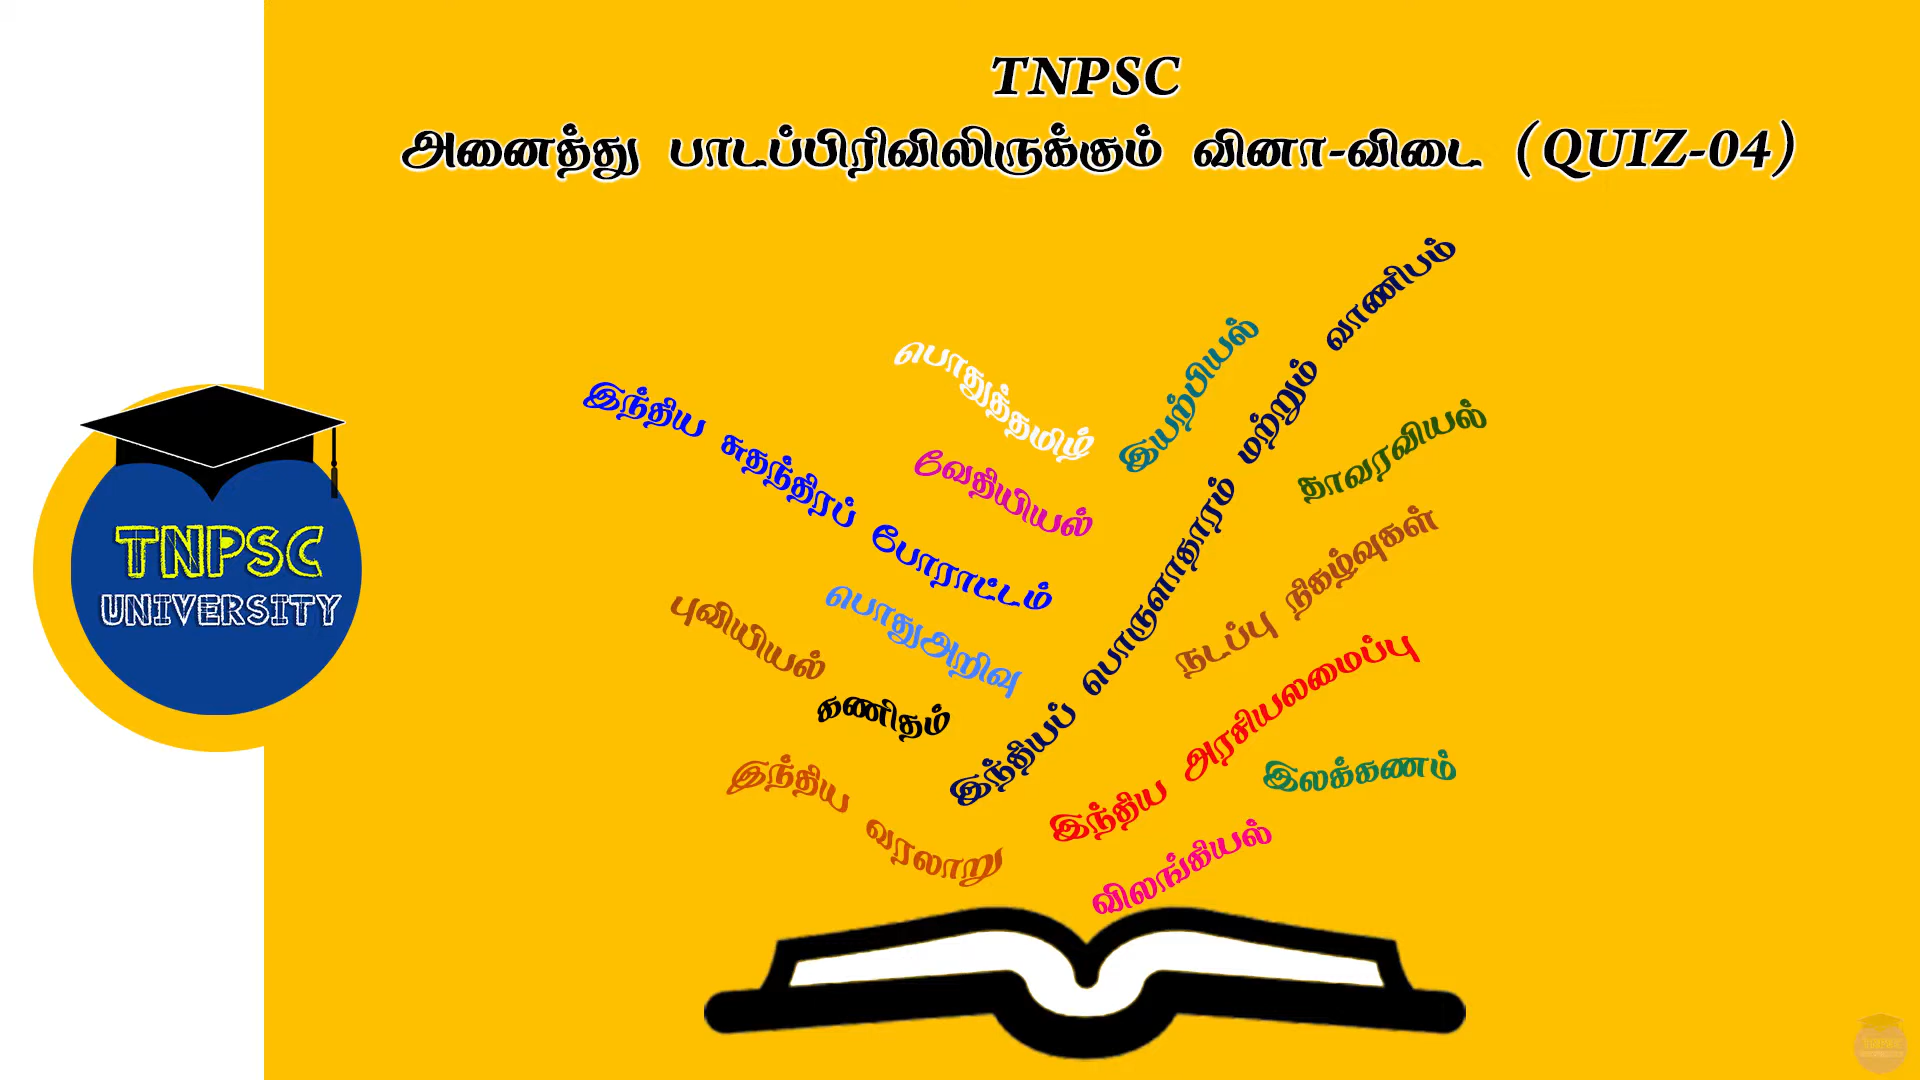 TNPSC
அனைத்து பாடப்பிரிவிலிருக்கும் வினா-விடை (QUIZ-04)
இந்திய சுதந்திரப் போராட்டம்
பொதுத்தமிழ்
வேதியியல்
இயற்பியல்
இந்தியப் பொருளாதாரம் மற்றும் வாணிபம்
தாவரவியல்
நடப்பு நிகழ்வுகள்
புவியியல்
பொதுஅறிவு
கணிதம்
இந்திய வரலாறு
இந்திய அரசியலமைப்பு
இலக்கணம்
விலங்கியல்
TNPSC
UNIVERSITY